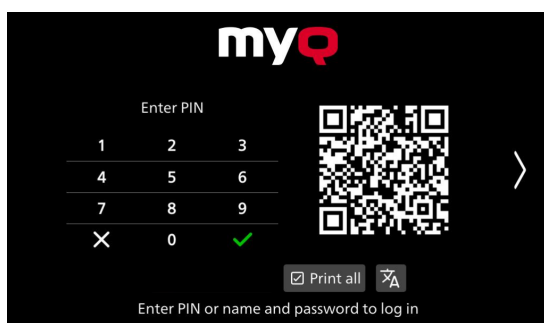 myQ
Enter PIN
1 2 3
4 5 6
7 8 9
0
Print all
Enter PIN or name and password to log in